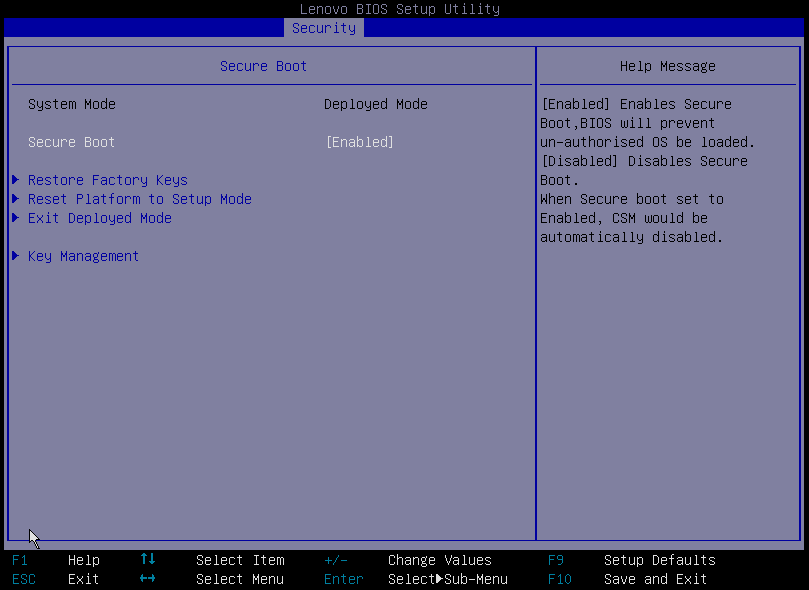 Lenovo BIOS Setup Utility
Security
Secure Boot
System Mode Deployed Mode
Secure Boot [Enabled]
Restore Factory Keys
Reset Platform to Setup Mode
Exit Deployed Mode
Key Management
Help Message
[Enabled] Enables Secure
Boot,BIOS will prevent
un-authorised OS be loaded.
[Disabled] Disables Secure
Boot.
When Secure boot set to
Enabled, CSM would be
automatically disabled.
F1 Help ↑↓ Select Item +/- Change Values F9 Setup Defaults
ESC Exit ←→ Select Menu Enter Select▶Sub-Menu F10 Save and Exit